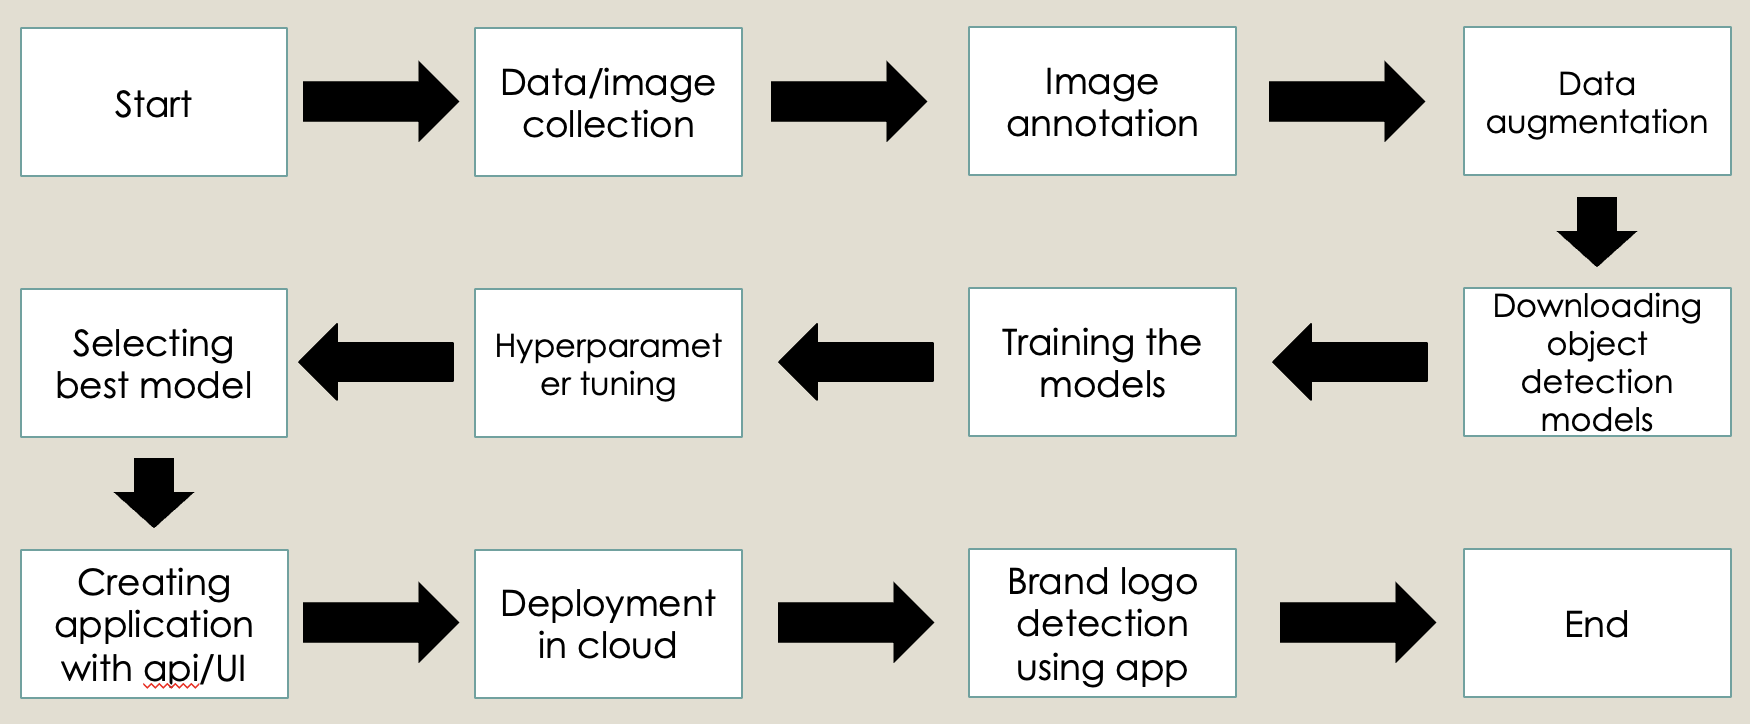 Start
Data/image
collection
Image
annotation
Data
augmentation
Downloading
object
detection
models
Training the
models
Hyperparamet
er tuning
Selecting
best model
Creating
application
with api/UI
Deployment
in cloud
Brand logo
detection
using app
End